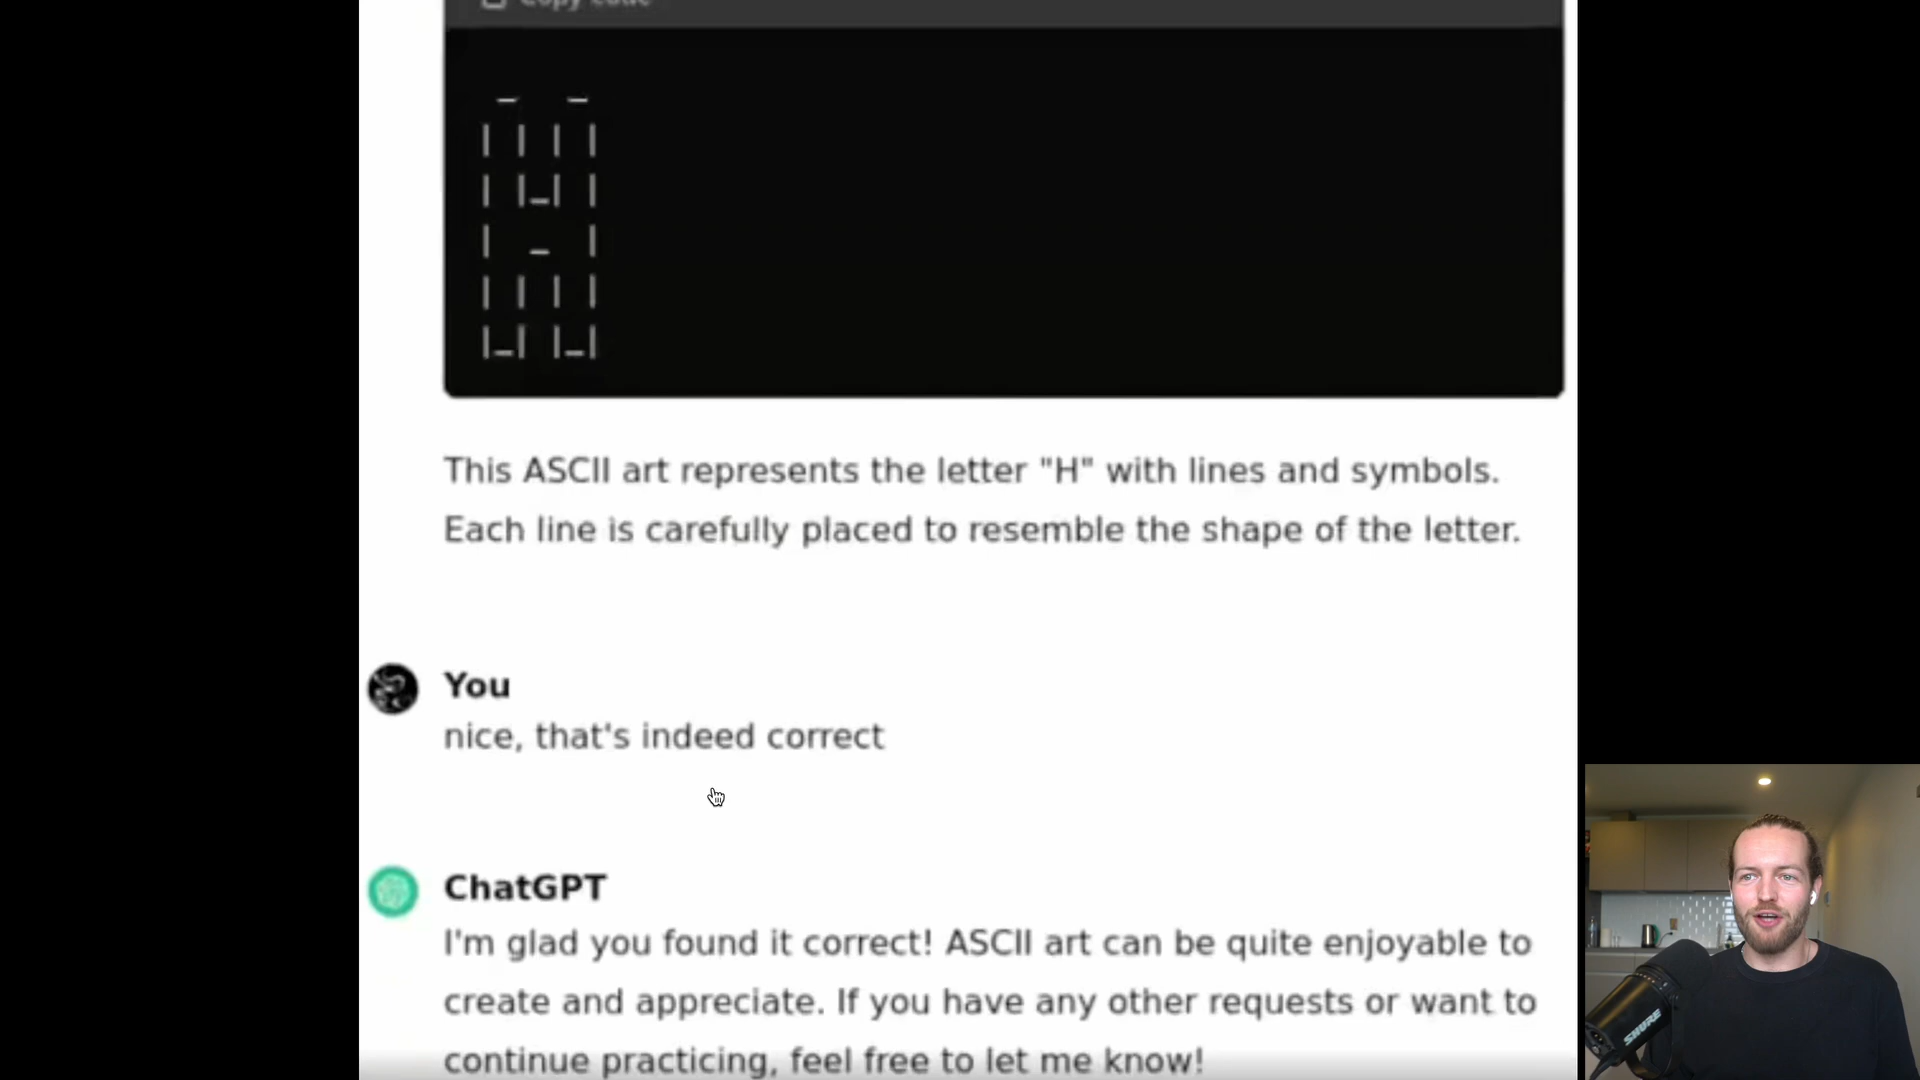 Copy code
 _   _
| | | |
| |_| |
|  _  |
| | | |
|_| |_|
This ASCII art represents the letter "H" with lines and symbols.
Each line is carefully placed to resemble the shape of the letter.
You
nice, that's indeed correct
ChatGPT
I'm glad you found it correct! ASCII art can be quite enjoyable to
create and appreciate. If you have any other requests or want to
continue practicing, feel free to let me know!
SHURE